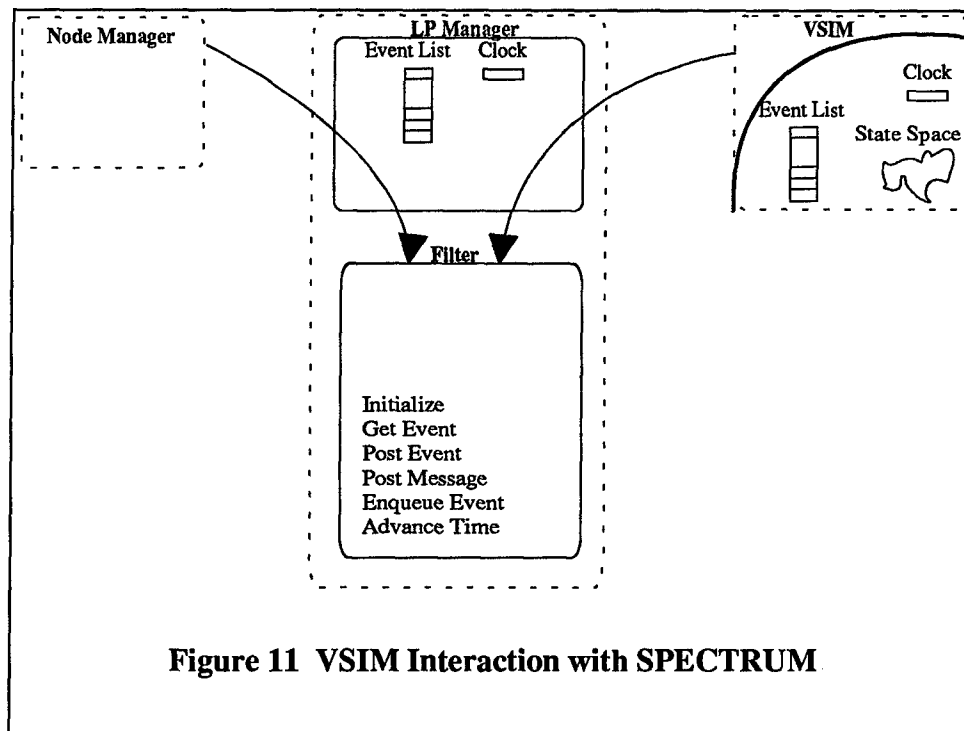 Node Manager
LP Manager
Event List Clock
VSIM
Clock
Event List
State Space
Filter
Initialize
Get Event
Post Event
Post Message
Enqueue Event
Advance Time
Figure 11 VSIM Interaction with SPECTRUM